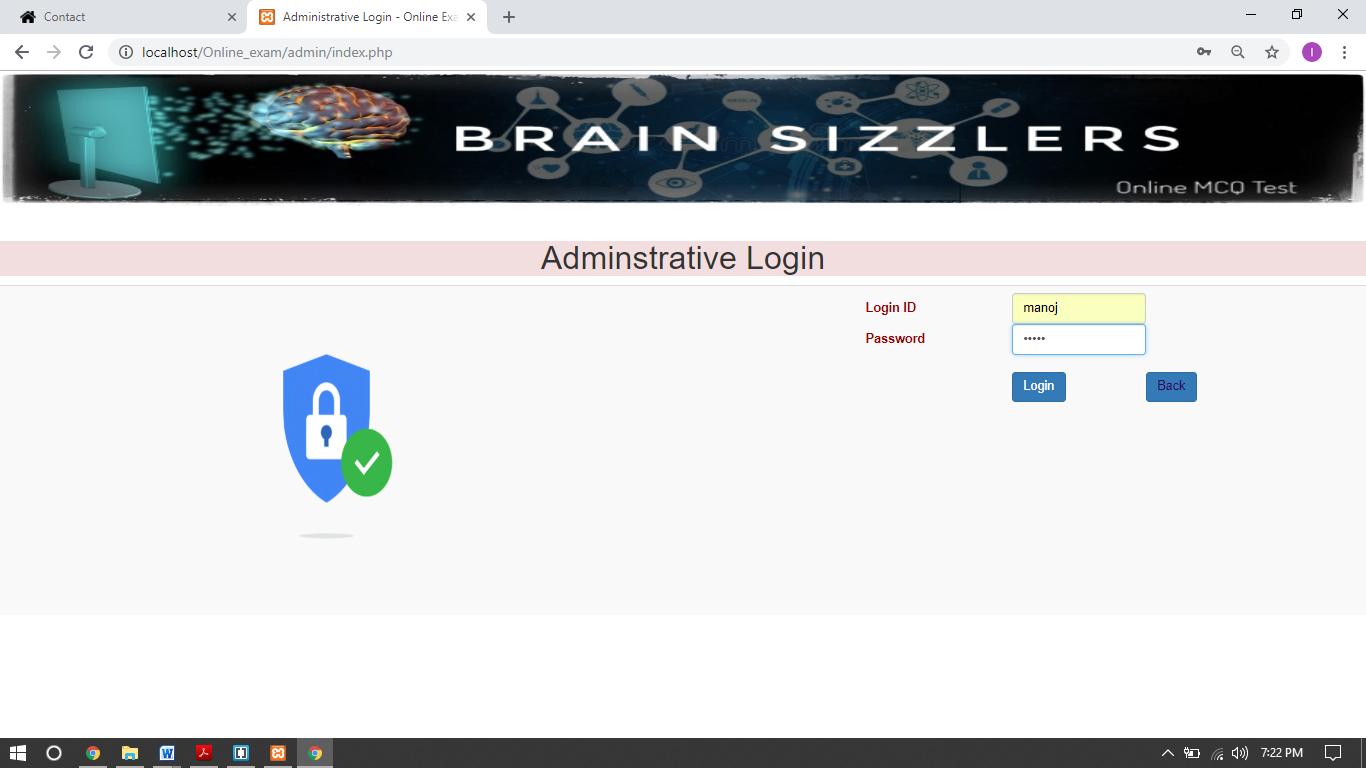 Contact
Administrative Login - Online Exa
localhost/Online_exam/admin/index.php
I
BRAIN SIZZLERS
Online MCQ Test
Adminstrative Login
Login ID
manoj
Password
•••••
Login
Back
7:22 PM